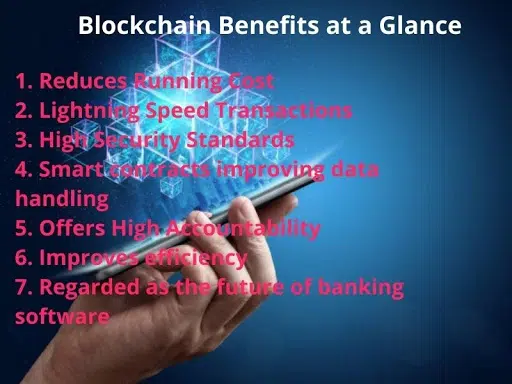 Blockchain Benefits at a Glance
1. Reduces Running Cost
2. Lightning Speed Transactions
3. High Security Standards
4. Smart contracts improving data
handling
5. Offers High Accountability
6. Improves efficiency
7. Regarded as the future of banking
software